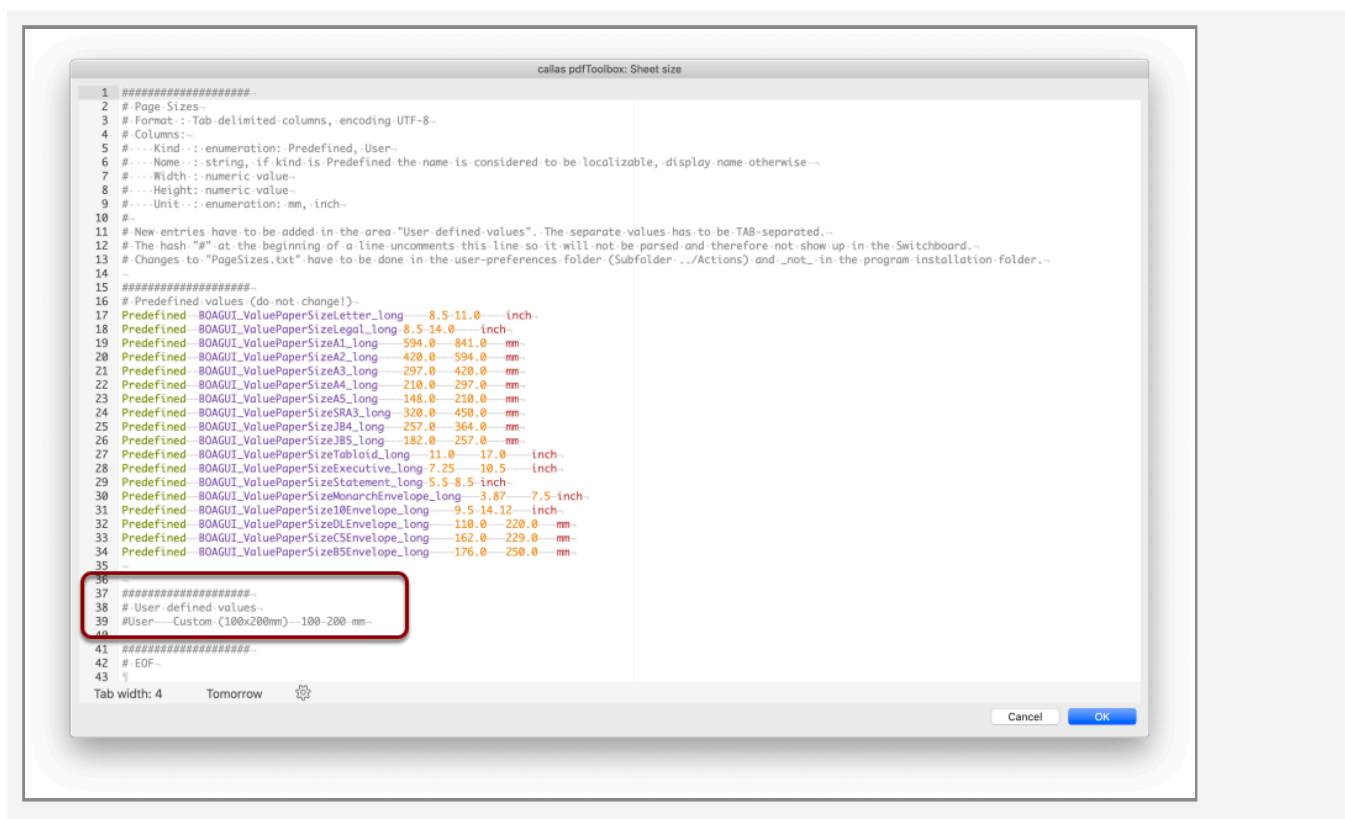 callas pdfToolbox: Sheet size
1 ####################
2 # Page Sizes
3 # Format : Tab delimited columns, encoding UTF-8
4 # Columns:
5 #    Kind  : enumeration: Predefined, User
6 #    Name  : string, if kind is Predefined the name is considered to be localizable, display name otherwise
7 #    Width : numeric value
8 #    Height: numeric value
9 #    Unit  : enumeration: mm, inch
10 #
11 # New entries have to be added in the area "User defined values". The separate values has to be TAB-separated.
12 # The hash "#" at the beginning of a line uncomments this line so it will not be parsed and therefore not show up in the Switchboard.
13 # Changes to "PageSizes.txt" have to be done in the user-preferences folder (Subfolder ../Actions) and _not_ in the program installation folder.
14
15 ####################
16 # Predefined values (do not change!)
17 Predefined BOAGUI_ValuePaperSizeLetter_long 8.5 11.0 inch
18 Predefined BOAGUI_ValuePaperSizeLegal_long 8.5 14.0 inch
19 Predefined BOAGUI_ValuePaperSizeA1_long 594.0 841.0 mm
20 Predefined BOAGUI_ValuePaperSizeA2_long 420.0 594.0 mm
21 Predefined BOAGUI_ValuePaperSizeA3_long 297.0 420.0 mm
22 Predefined BOAGUI_ValuePaperSizeA4_long 210.0 297.0 mm
23 Predefined BOAGUI_ValuePaperSizeA5_long 148.0 210.0 mm
24 Predefined BOAGUI_ValuePaperSizeSRA3_long 320.0 450.0 mm
25 Predefined BOAGUI_ValuePaperSizeJB4_long 257.0 364.0 mm
26 Predefined BOAGUI_ValuePaperSizeJB5_long 182.0 257.0 mm
27 Predefined BOAGUI_ValuePaperSizeTabloid_long 11.0 17.0 inch
28 Predefined BOAGUI_ValuePaperSizeExecutive_long 7.25 10.5 inch
29 Predefined BOAGUI_ValuePaperSizeStatement_long 5.5 8.5 inch
30 Predefined BOAGUI_ValuePaperSizeMonarchEnvelope_long 3.87 7.5 inch
31 Predefined BOAGUI_ValuePaperSize10Envelope_long 9.5 14.12 inch
32 Predefined BOAGUI_ValuePaperSizeDLEnvelope_long 110.0 220.0 mm
33 Predefined BOAGUI_ValuePaperSizeC5Envelope_long 162.0 229.0 mm
34 Predefined BOAGUI_ValuePaperSizeB5Envelope_long 176.0 250.0 mm
35
36
37 ####################
38 # User defined values
39 #User Custom (100x200mm) 100 200 mm
40
41 ####################
42 # EOF
43 ¶
Tab width: 4 Tomorrow
Cancel OK